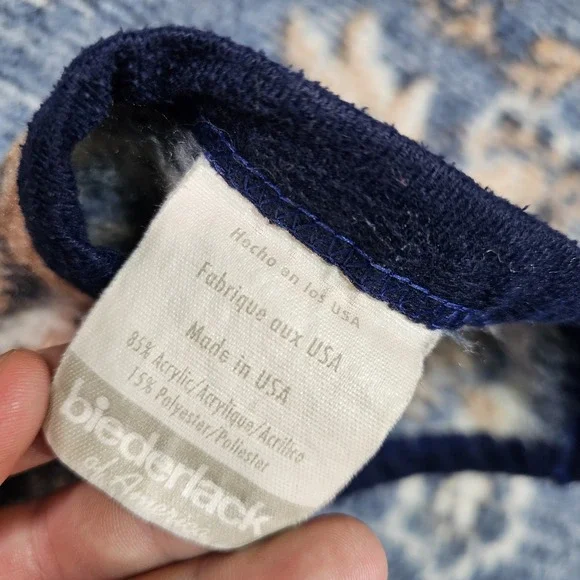 Hecho en los USA
Fabrique aux USA
Made in USA
85% Acrylic/Acrylique/Acrilico
15% Polyester/Poliester
biederlack
of America